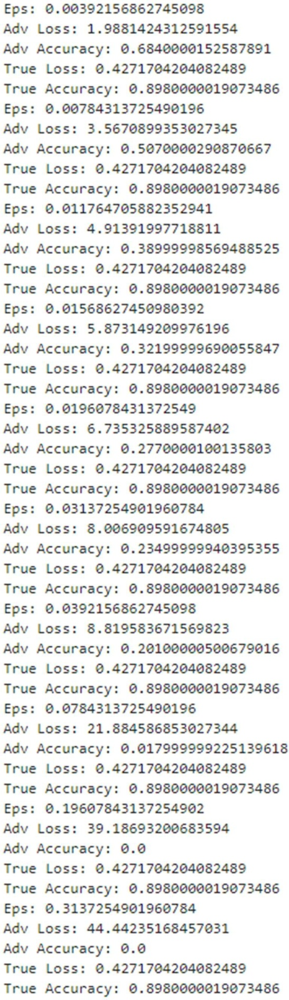 Eps: 0.00392156862745098
Adv Loss: 1.9881424312591554
Adv Accuracy: 0.6840000152587891
True Loss: 0.4271704204082489
True Accuracy: 0.8980000019073486
Eps: 0.00784313725490196
Adv Loss: 3.5670899353027345
Adv Accuracy: 0.5070000290870667
True Loss: 0.4271704204082489
True Accuracy: 0.8980000019073486
Eps: 0.011764705882352941
Adv Loss: 4.91391997718811
Adv Accuracy: 0.38999998569488525
True Loss: 0.4271704204082489
True Accuracy: 0.8980000019073486
Eps: 0.01568627450980392
Adv Loss: 5.873149209976196
Adv Accuracy: 0.32199999690055847
True Loss: 0.4271704204082489
True Accuracy: 0.8980000019073486
Eps: 0.0196078431372549
Adv Loss: 6.735325889587402
Adv Accuracy: 0.2770000100135803
True Loss: 0.4271704204082489
True Accuracy: 0.8980000019073486
Eps: 0.03137254901960784
Adv Loss: 8.006909591674805
Adv Accuracy: 0.23499999940395355
True Loss: 0.4271704204082489
True Accuracy: 0.8980000019073486
Eps: 0.0392156862745098
Adv Loss: 8.819583671569823
Adv Accuracy: 0.20100000500679016
True Loss: 0.4271704204082489
True Accuracy: 0.8980000019073486
Eps: 0.0784313725490196
Adv Loss: 21.884586853027344
Adv Accuracy: 0.017999999225139618
True Loss: 0.4271704204082489
True Accuracy: 0.8980000019073486
Eps: 0.19607843137254902
Adv Loss: 39.18693200683594
Adv Accuracy: 0.0
True Loss: 0.4271704204082489
True Accuracy: 0.8980000019073486
Eps: 0.3137254901960784
Adv Loss: 44.44235168457031
Adv Accuracy: 0.0
True Loss: 0.4271704204082489
True Accuracy: 0.8980000019073486